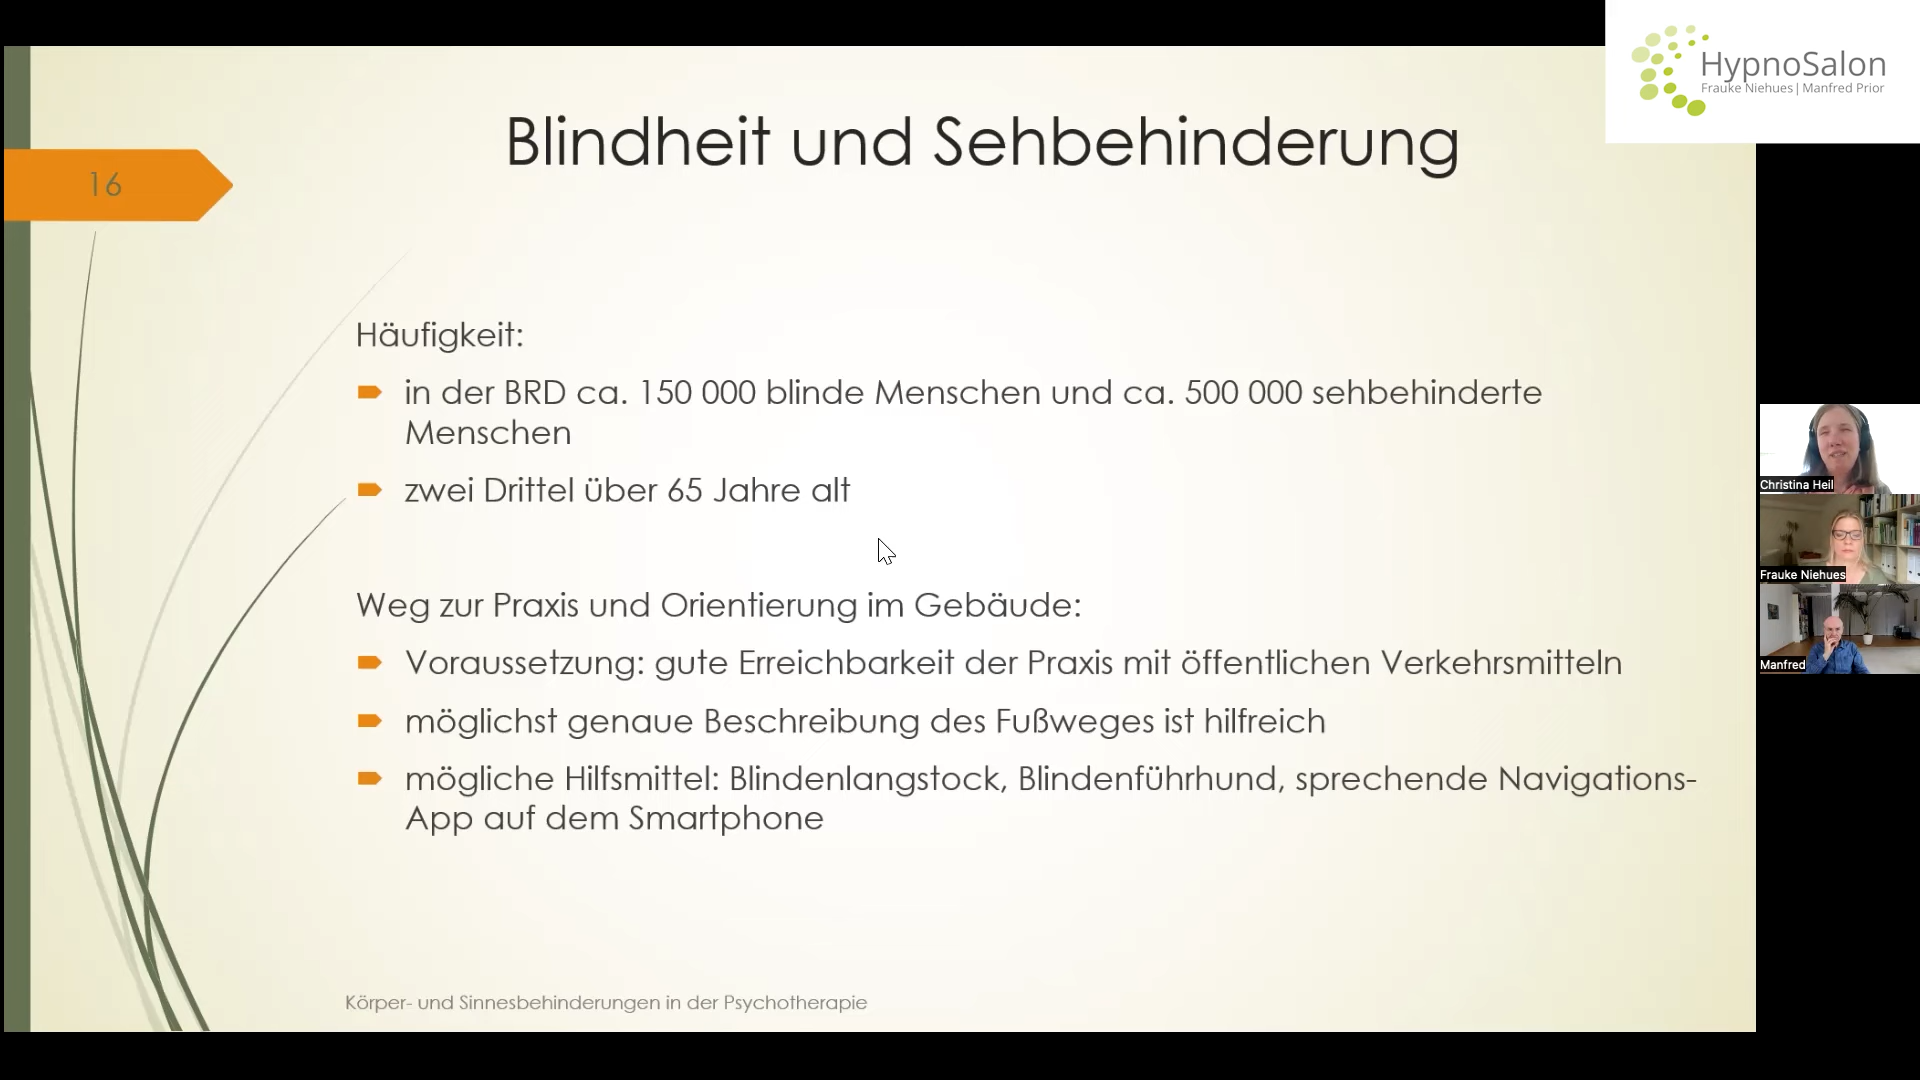 HypnoSalon
Frauke Niehues | Manfred Prior
Blindheit und Sehbehinderung
16
Häufigkeit:
in der BRD ca. 150 000 blinde Menschen und ca. 500 000 sehbehinderte
Menschen
zwei Drittel über 65 Jahre alt
Weg zur Praxis und Orientierung im Gebäude:
Voraussetzung: gute Erreichbarkeit der Praxis mit öffentlichen Verkehrsmitteln
möglichst genaue Beschreibung des Fußweges ist hilfreich
mögliche Hilfsmittel: Blindenlangstock, Blindenführhund, sprechende Navigations-
App auf dem Smartphone
Körper- und Sinnesbehinderungen in der Psychotherapie
Christina Heil
Frauke Niehues
Manfred